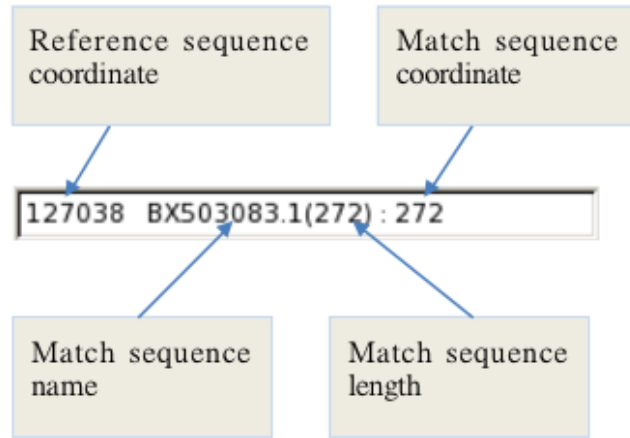 Reference sequence
coordinate
Match sequence
coordinate
127038 BX503083.1(272) : 272
Match sequence
name
Match sequence
length